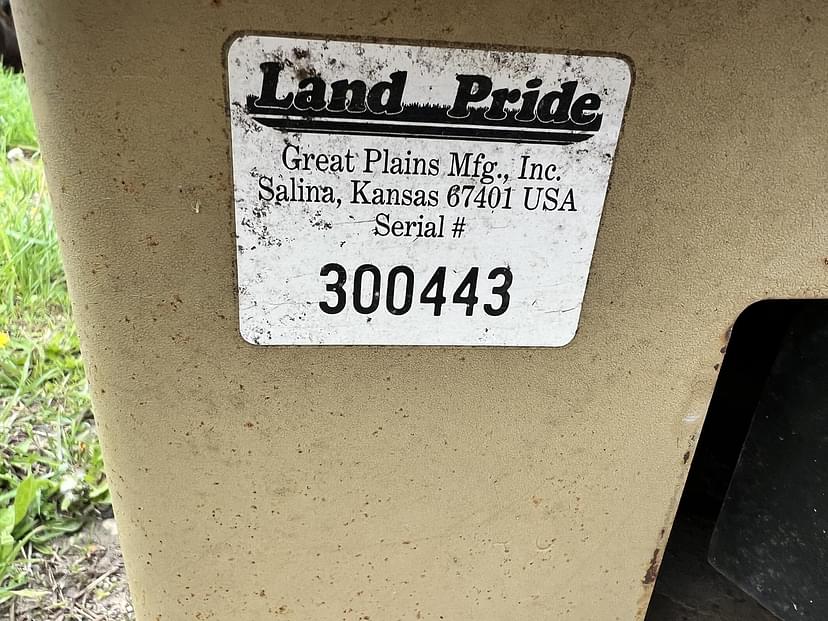 Land Pride
Great Plains Mfg., Inc.
Salina, Kansas 67401 USA
Serial #
300443